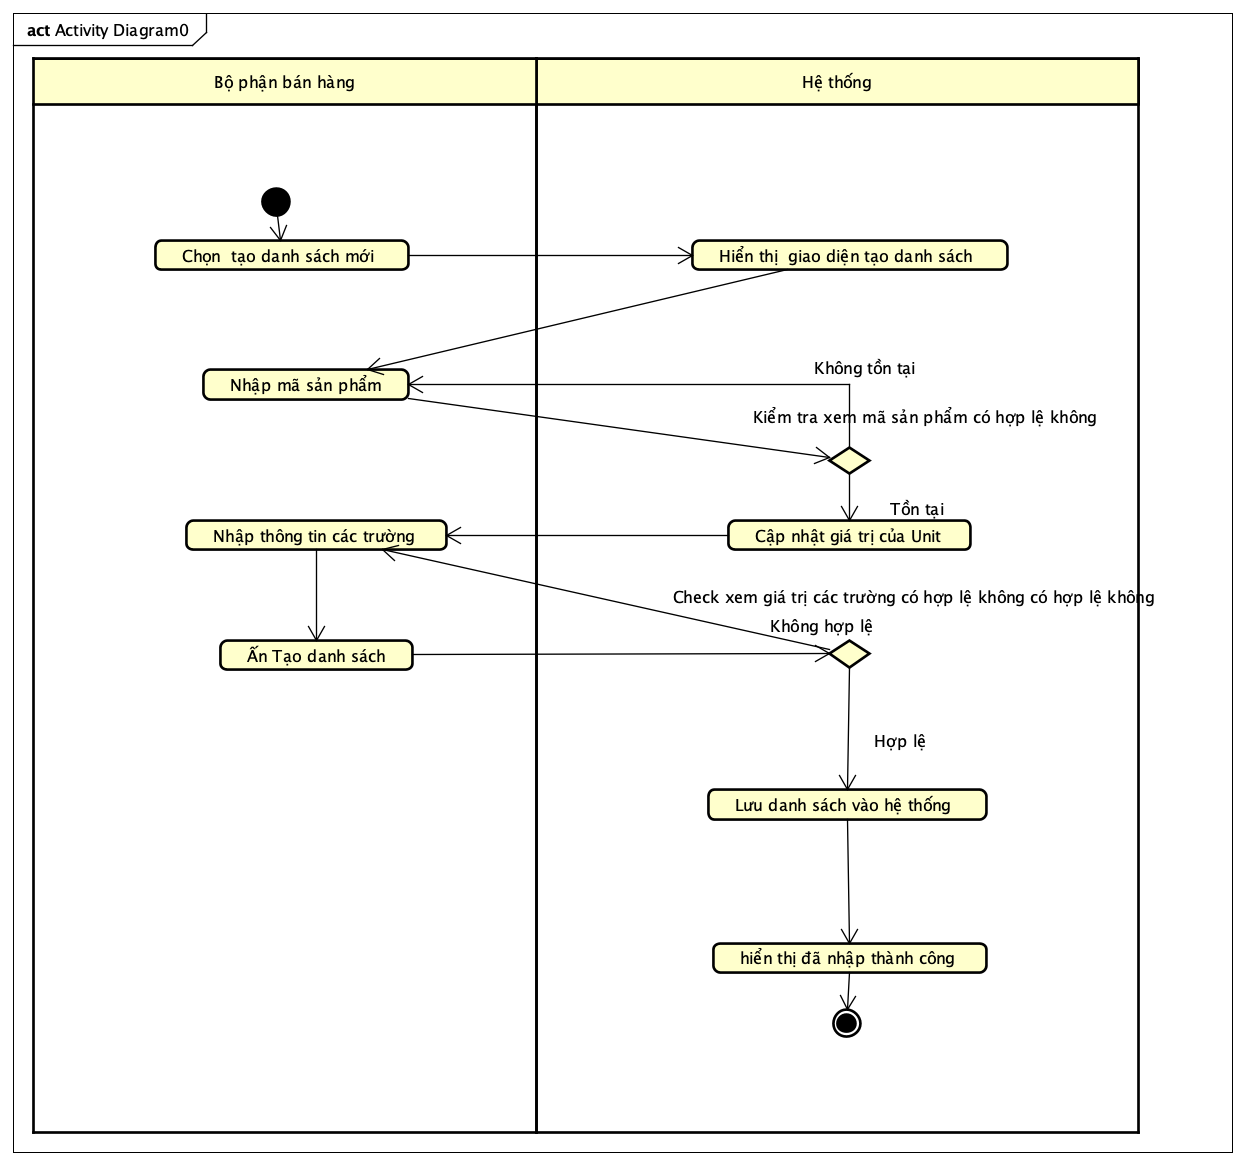 act Activity Diagram0
Bộ phận bán hàng
Hệ thống
Chọn tạo danh sách mới
Hiển thị giao diện tạo danh sách
Không tồn tại
Nhập mã sản phẩm
Kiểm tra xem mã sản phẩm có hợp lệ không
Tồn tại
Nhập thông tin các trường
Cập nhật giá trị của Unit
Check xem giá trị các trường có hợp lệ không có hợp lệ không
Không hợp lệ
Ấn Tạo danh sách
Hợp lệ
Lưu danh sách vào hệ thống
hiển thị đã nhập thành công